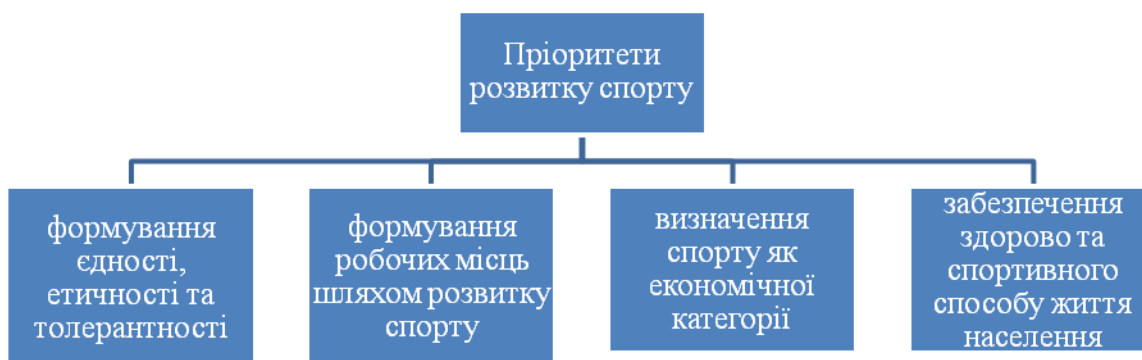 Пріоритети
розвитку спорту
формування
єдності,
етичності та
толерантності
формування
робочих місць
шляхом розвитку
спорту
визначення
спорту як
економічної
категорії
забезпечення
здорово та
спортивного
способу життя
населення